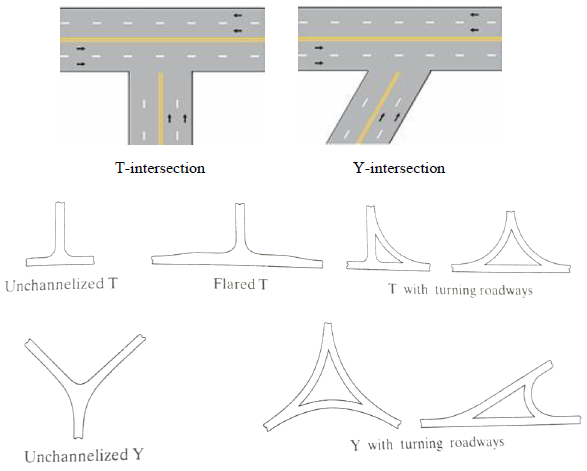 T-intersection
Y-intersection
Unchannelized T
Flared T
T with turning roadways
Unchannelized Y
Y with turning roadways